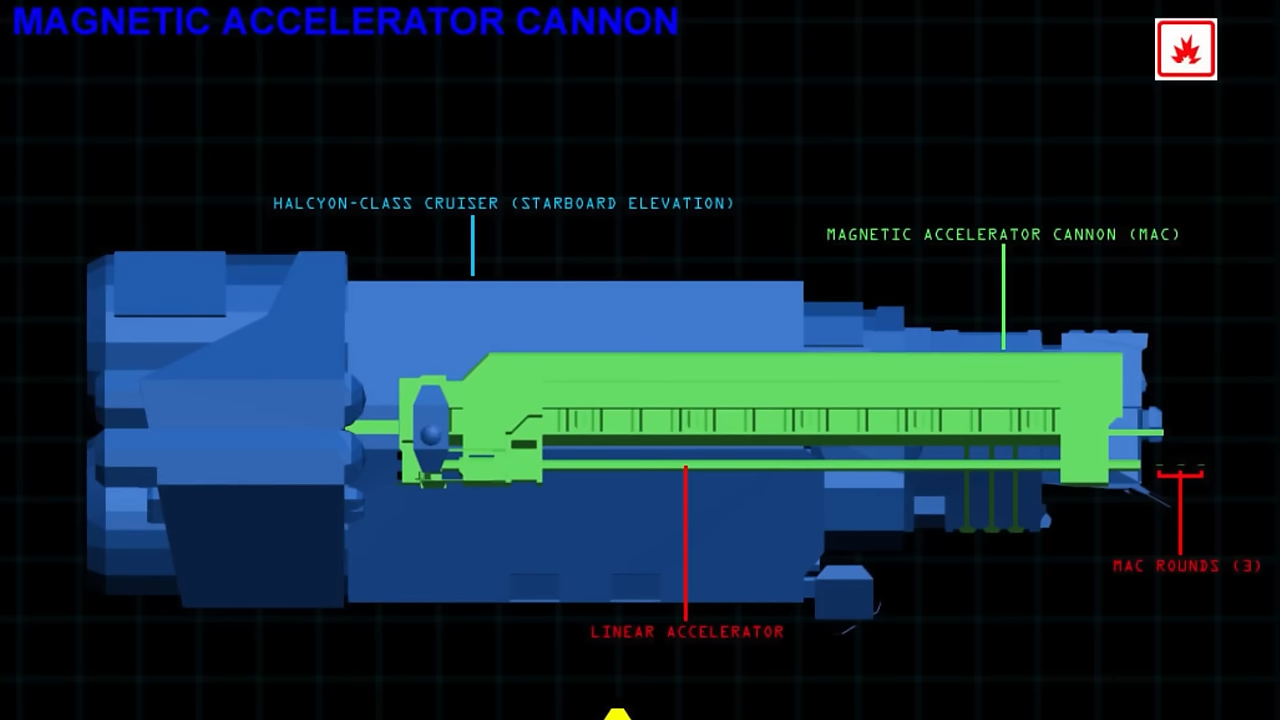 MAGNETIC ACCELERATOR CANNON
HALCYON-CLASS CRUISER (STARBOARD ELEVATION)
MAGNETIC ACCELERATOR CANNON (MAC)
MAC ROUNDS (3)
LINEAR ACCELERATOR